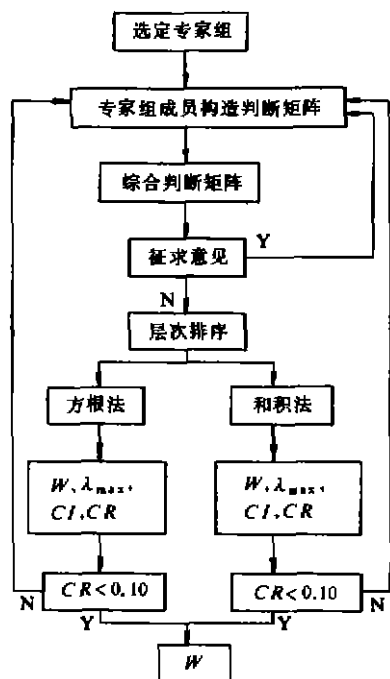 选定专家组
专家组成员构造判断矩阵
综合判断矩阵
征求意见
Y
N
层次排序
方根法
和积法
W、λmax,
CI,CR
W,λmax,
CI,CR
N
CR<0.10
CR<0.10
N
Y
Y
W